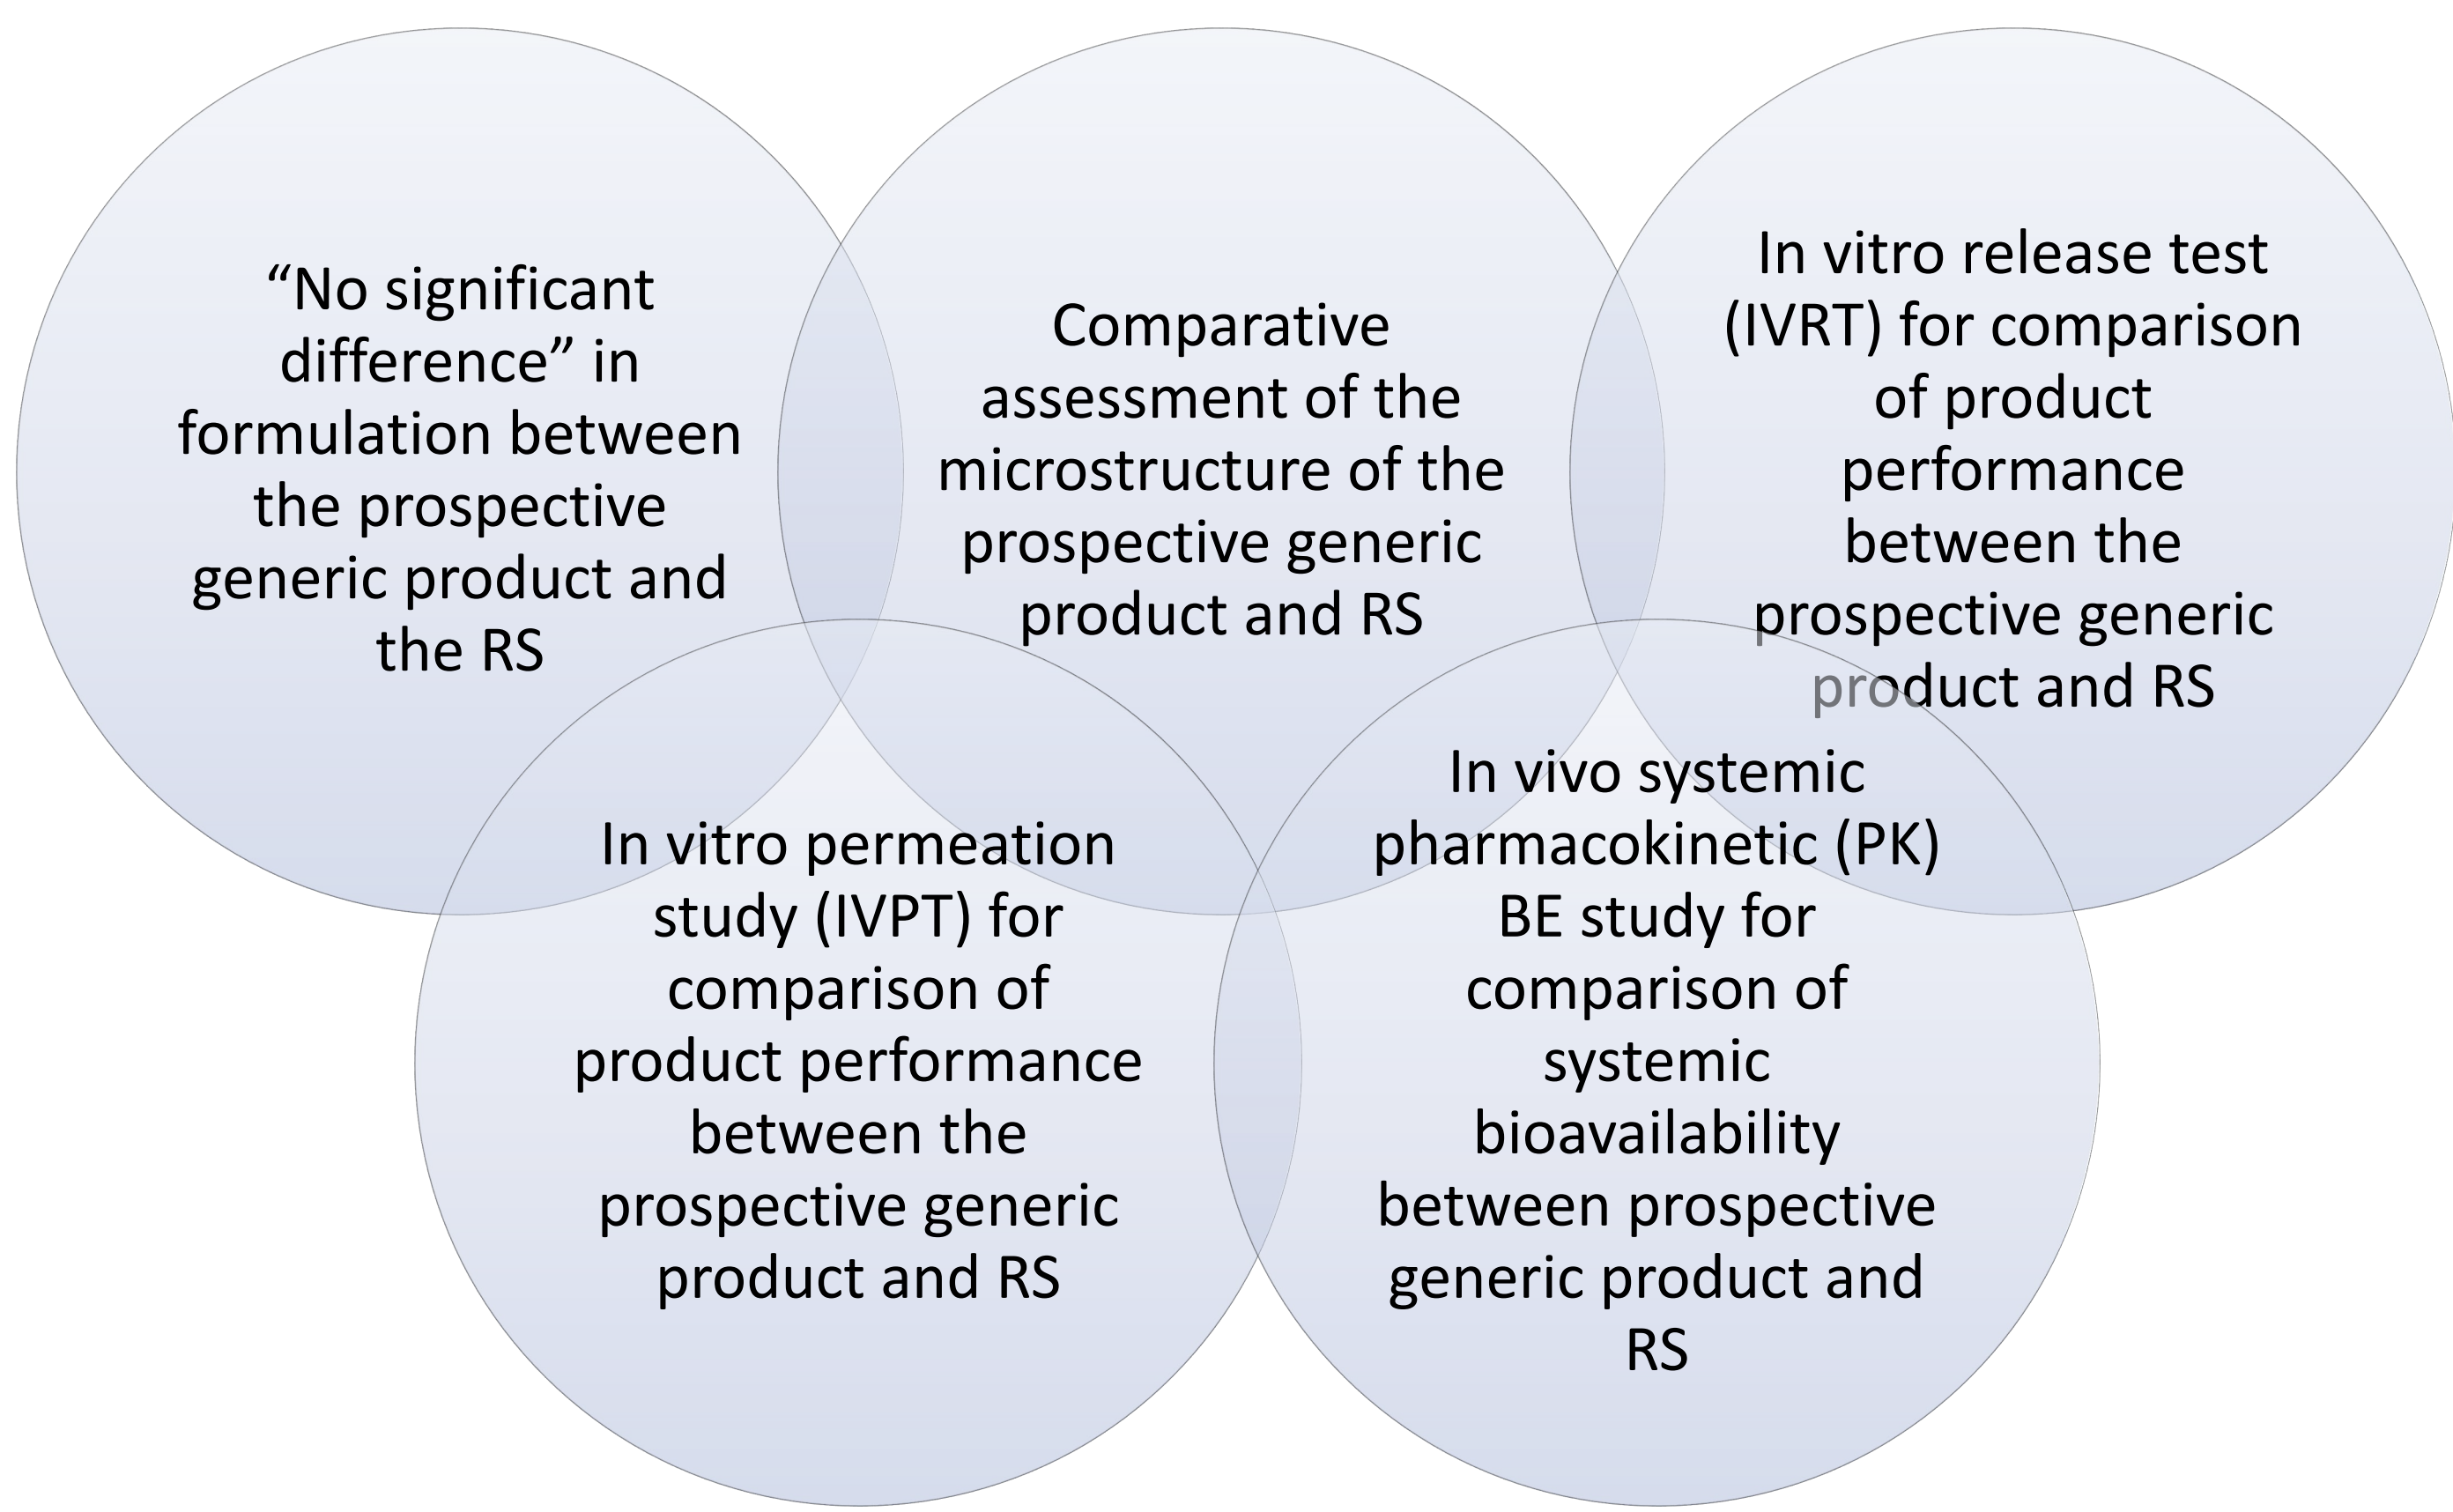 “No significant
difference” in
formulation between
the prospective
generic product and
the RS
Comparative
assessment of the
microstructure of the
prospective generic
product and RS
In vitro release test
(IVRT) for comparison
of product
performance
between the
prospective generic
product and RS
In vitro permeation
study (IVPT) for
comparison of
product performance
between the
prospective generic
product and RS
In vivo systemic
pharmacokinetic (PK)
BE study for
comparison of
systemic
bioavailability
between prospective
generic product and
RS